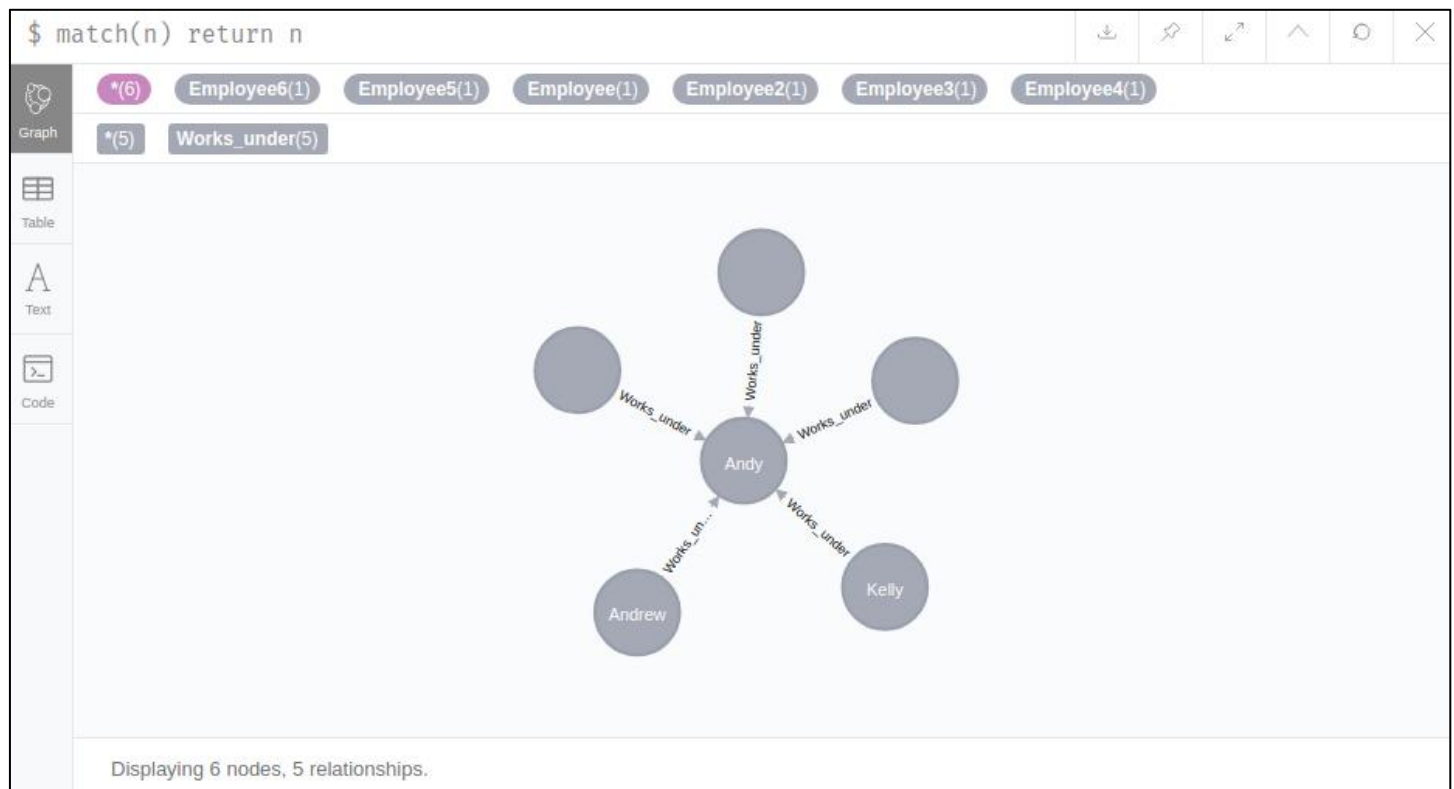 $ match(n) return n
*(6) Employee6(1) Employee5(1) Employee(1) Employee2(1) Employee3(1) Employee4(1)
Graph
*(5) Works_under(5)
Table
Text
Code
Works_under
Works_under
Works_under
Andy
Works_un...
Works_under
Andrew
Kelly
Displaying 6 nodes, 5 relationships.